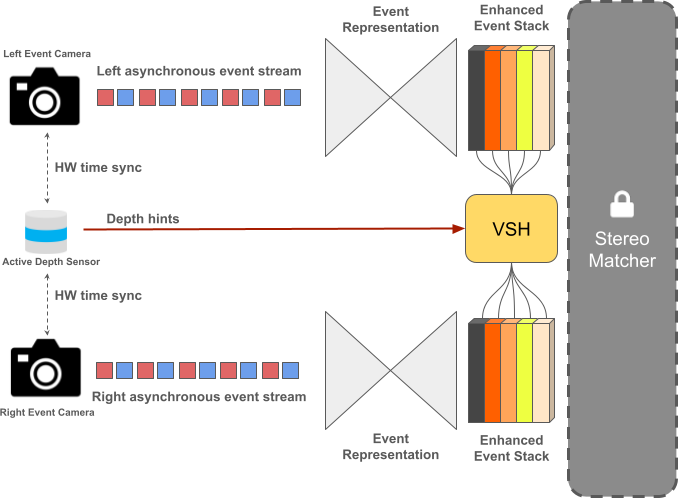 Event
Representation
Enhanced
Event Stack
Left Event Camera
Left asynchronous event stream
HW time sync
Depth hints
VSH
Stereo
Matcher
Active Depth Sensor
HW time sync
Right asynchronous event stream
Right Event Camera
Event
Representation
Enhanced
Event Stack